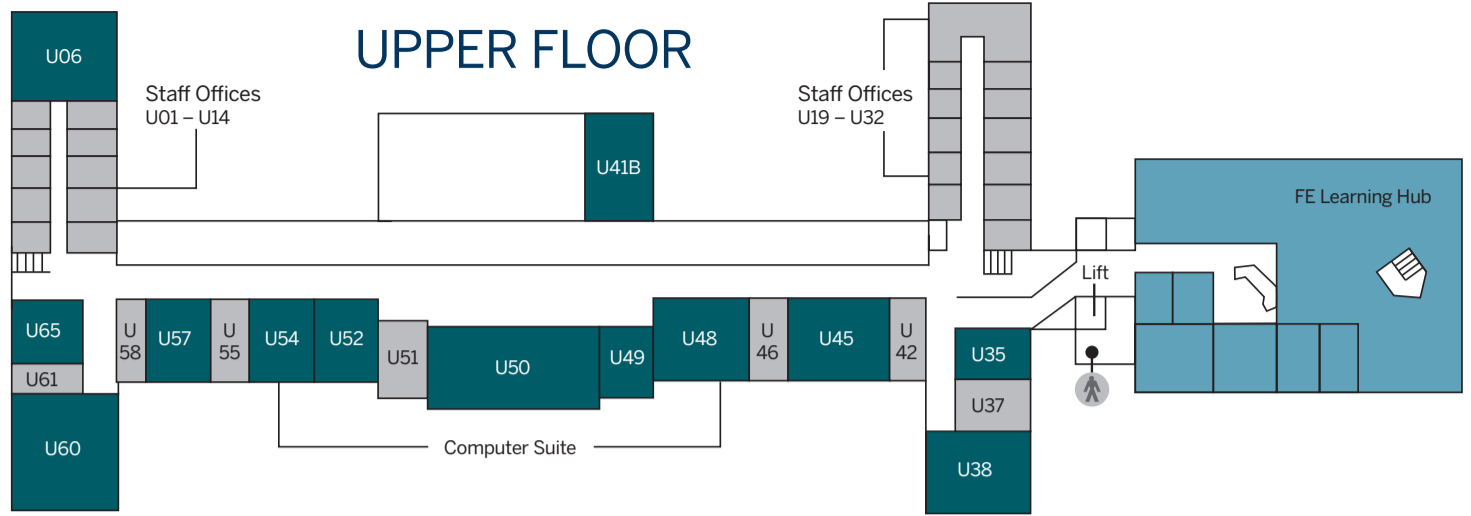 UPPER FLOOR
U06
Staff Offices
U01 – U14
Staff Offices
U19 – U32
U41B
FE Learning Hub
Lift
U65
U
58
U57
U
55
U54
U52
U51
U50
U49
U48
U
46
U45
U
42
U35
U61
U37
U60
Computer Suite
U38